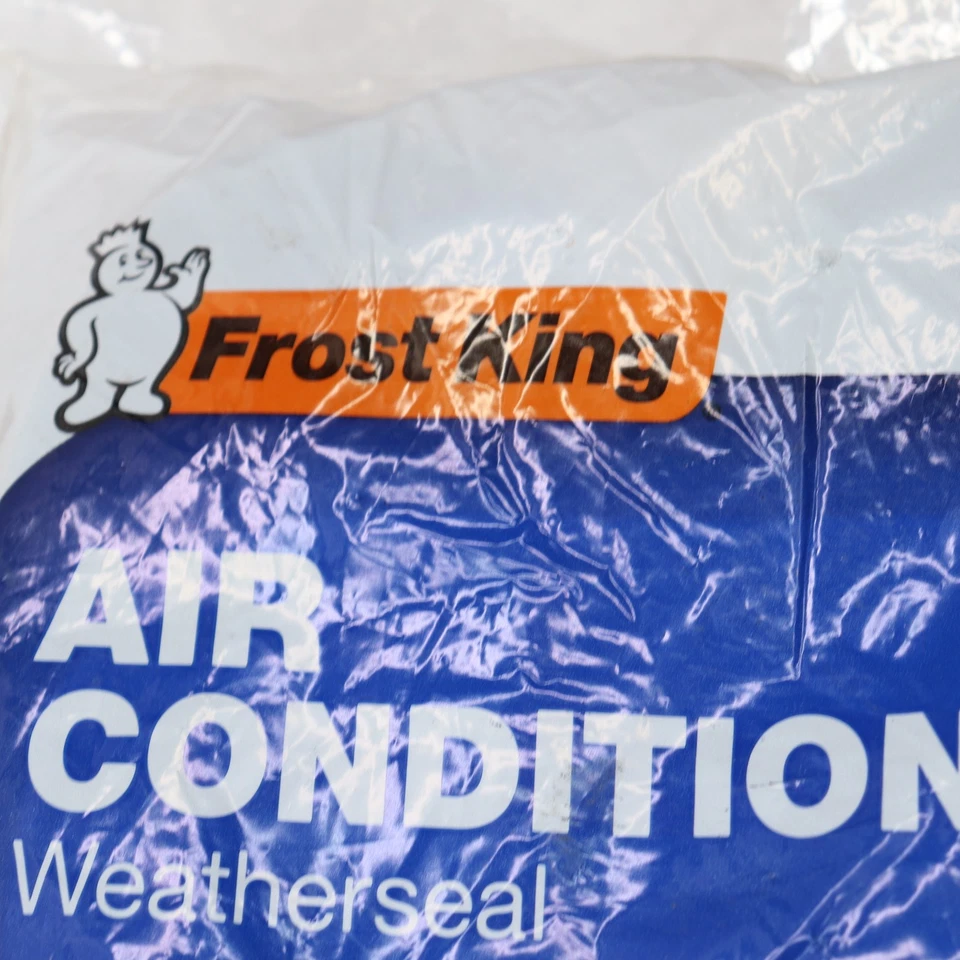 Frost King
AIR
CONDITION
Weatherseal